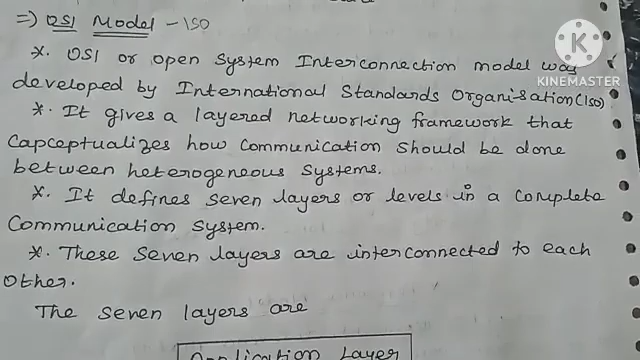 =) OSI Model - ISO
*. OSI or open System Interconnection model was
developed by International Standards Organisation (ISO)
*. It gives a layered networking framework that
Capceptualizes how Communication Should be done
between heterogeneous Systems.
*. It defines seven layers or levels in a Complete
Communication System.
*. These Seven layers are interconnected to each
Other.
The Seven layers are
Application Layer
K
KINEMASTER